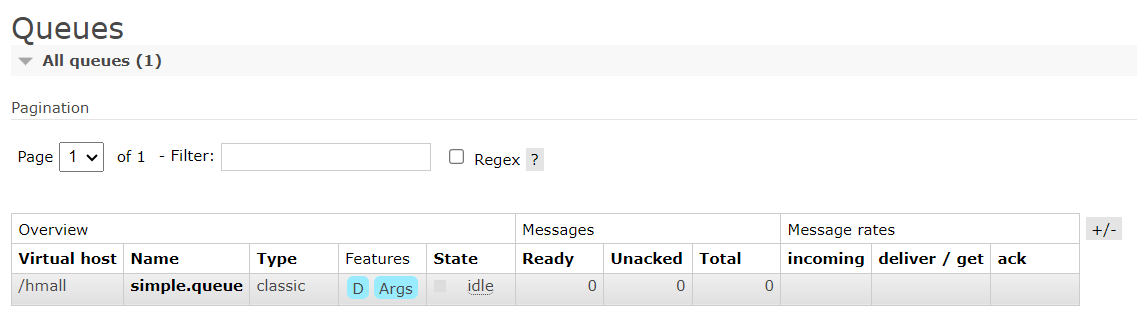 Queues
All queues (1)
Pagination
Page 1 of 1 - Filter: Regex ?
Overview Messages Message rates +/-
Virtual host Name Type Features State Ready Unacked Total incoming deliver / get ack
/hmall simple.queue classic D Args idle 0 0 0